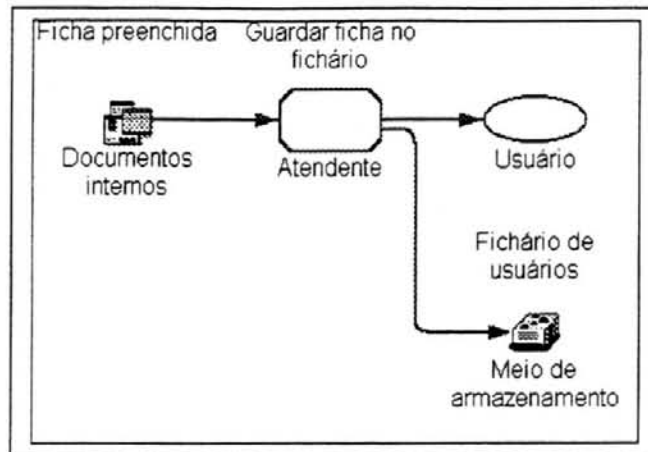 Ficha preenchida
Guardar ficha no
fichário
Documentos
internos
Atendente
Usuário
Fichário de
usuários
Meio de
armazenamento